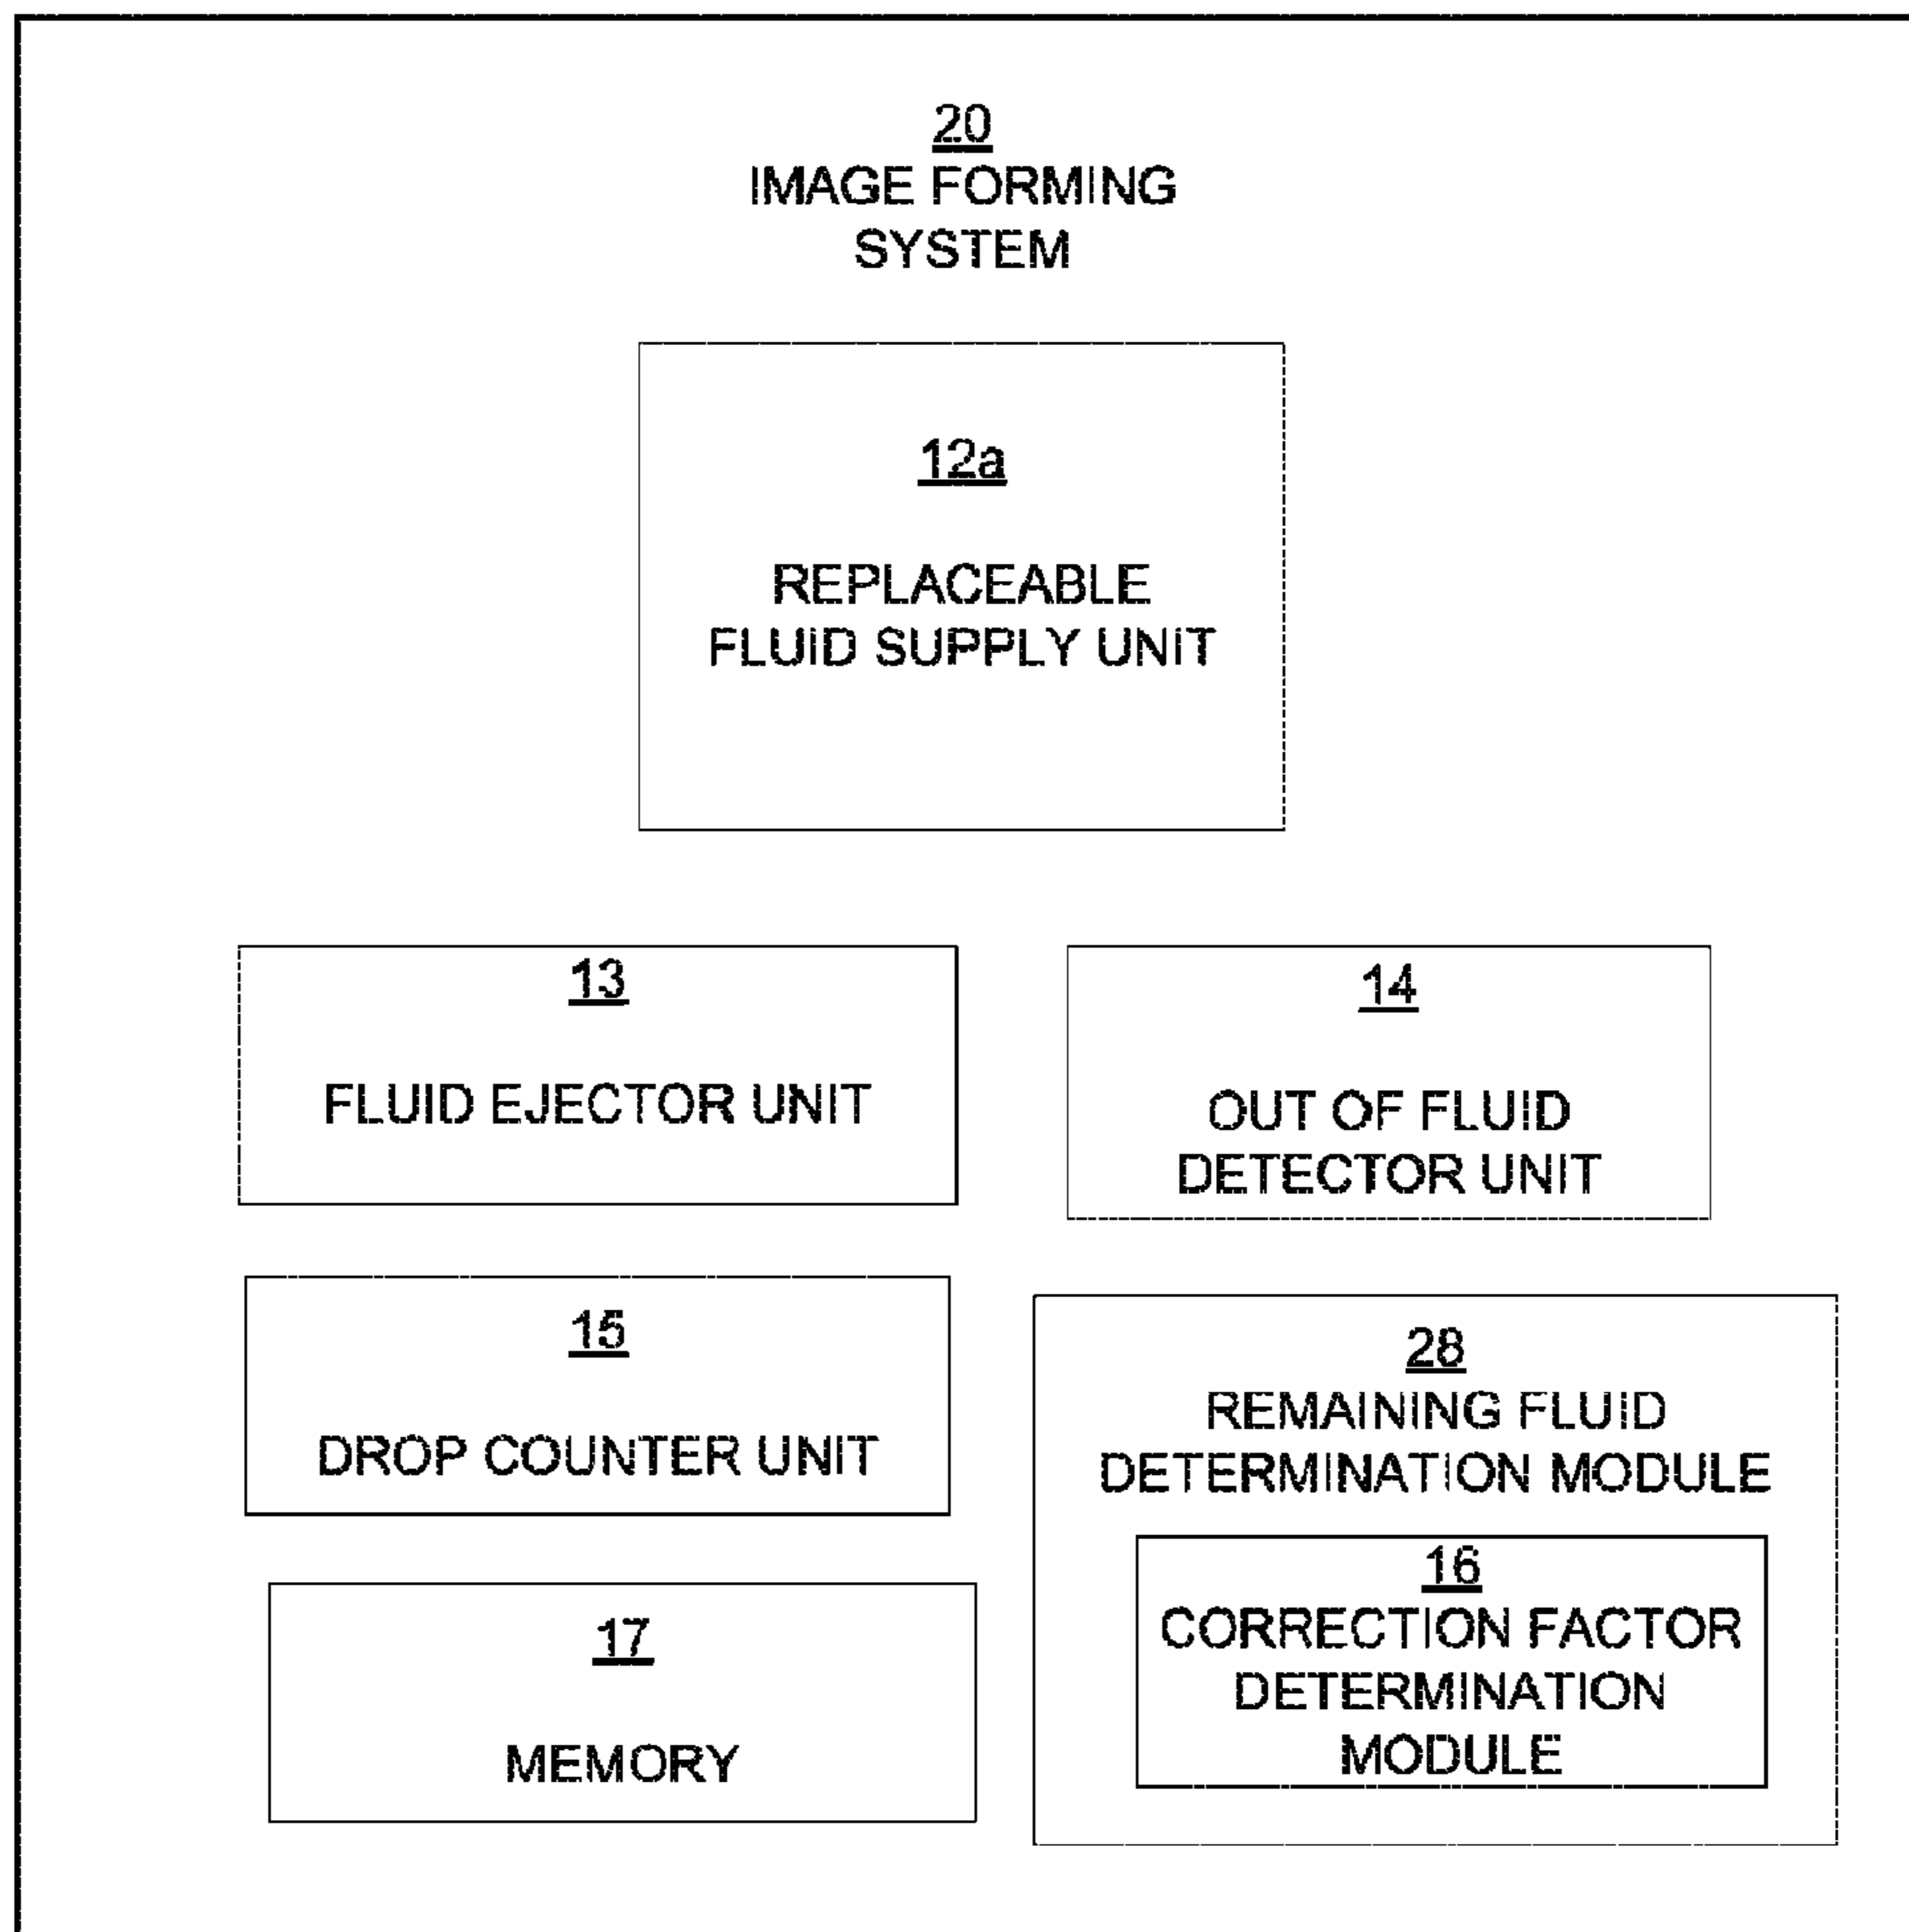 20
IMAGE FORMING
SYSTEM
12a
REPLACEABLE
FLUID SUPPLY UNIT
13
FLUID EJECTOR UNIT
14
OUT OF FLUID
DETECTOR UNIT
15
DROP COUNTER UNIT
28
REMAINING FLUID
DETERMINATION MODULE
16
CORRECTION FACTOR
DETERMINATION
MODULE
17
MEMORY